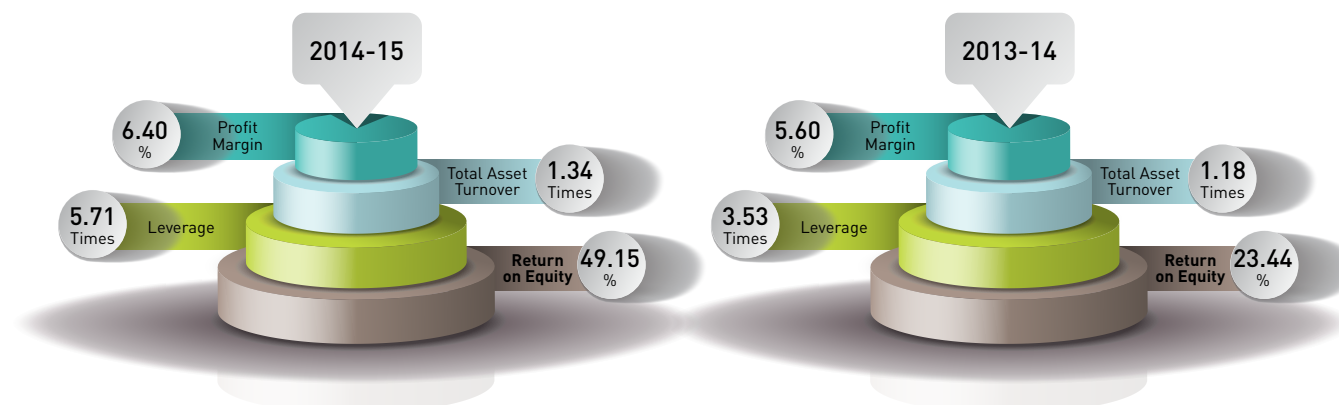 2014-15
6.40
%
Profit
Margin
Total Asset
Turnover
1.34
Times
5.71
Times
Leverage
Return
on Equity
49.15
%
2013-14
5.60
%
Profit
Margin
Total Asset
Turnover
1.18
Times
3.53
Times
Leverage
Return
on Equity
23.44
%